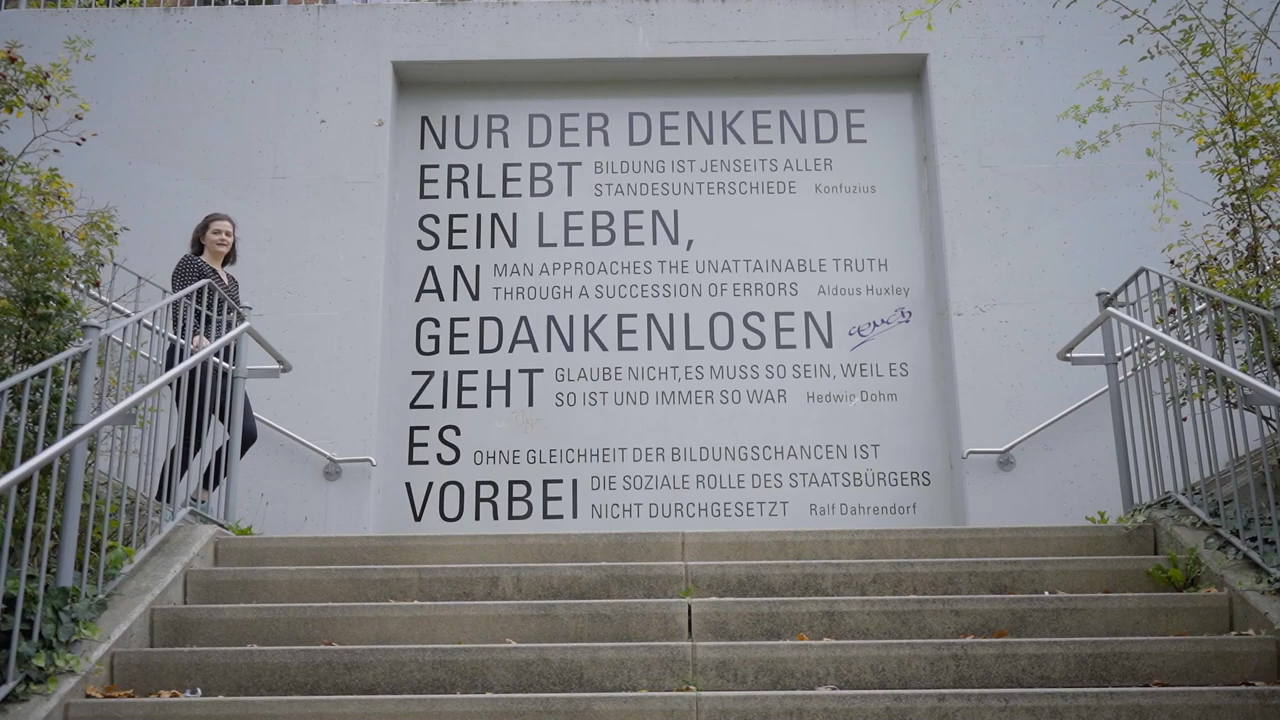 NUR DER DENKENDE
ERLEBT BILDUNG IST JENSEITS ALLER
STANDESUNTERSCHIEDE Konfuzius
SEIN LEBEN,
AN MAN APPROACHES THE UNATTAINABLE TRUTH
THROUGH A SUCCESSION OF ERRORS Aldous Huxley
GEDANKENLOSEN
ZIEHT GLAUBE NICHT, ES MUSS SO SEIN, WEIL ES
SO IST UND IMMER SO WAR Hedwig Dohm
ES OHNE GLEICHHEIT DER BILDUNGSCHANCEN IST
VORBEI DIE SOZIALE ROLLE DES STAATSBÜRGERS
NICHT DURCHGESETZT Ralf Dahrendorf